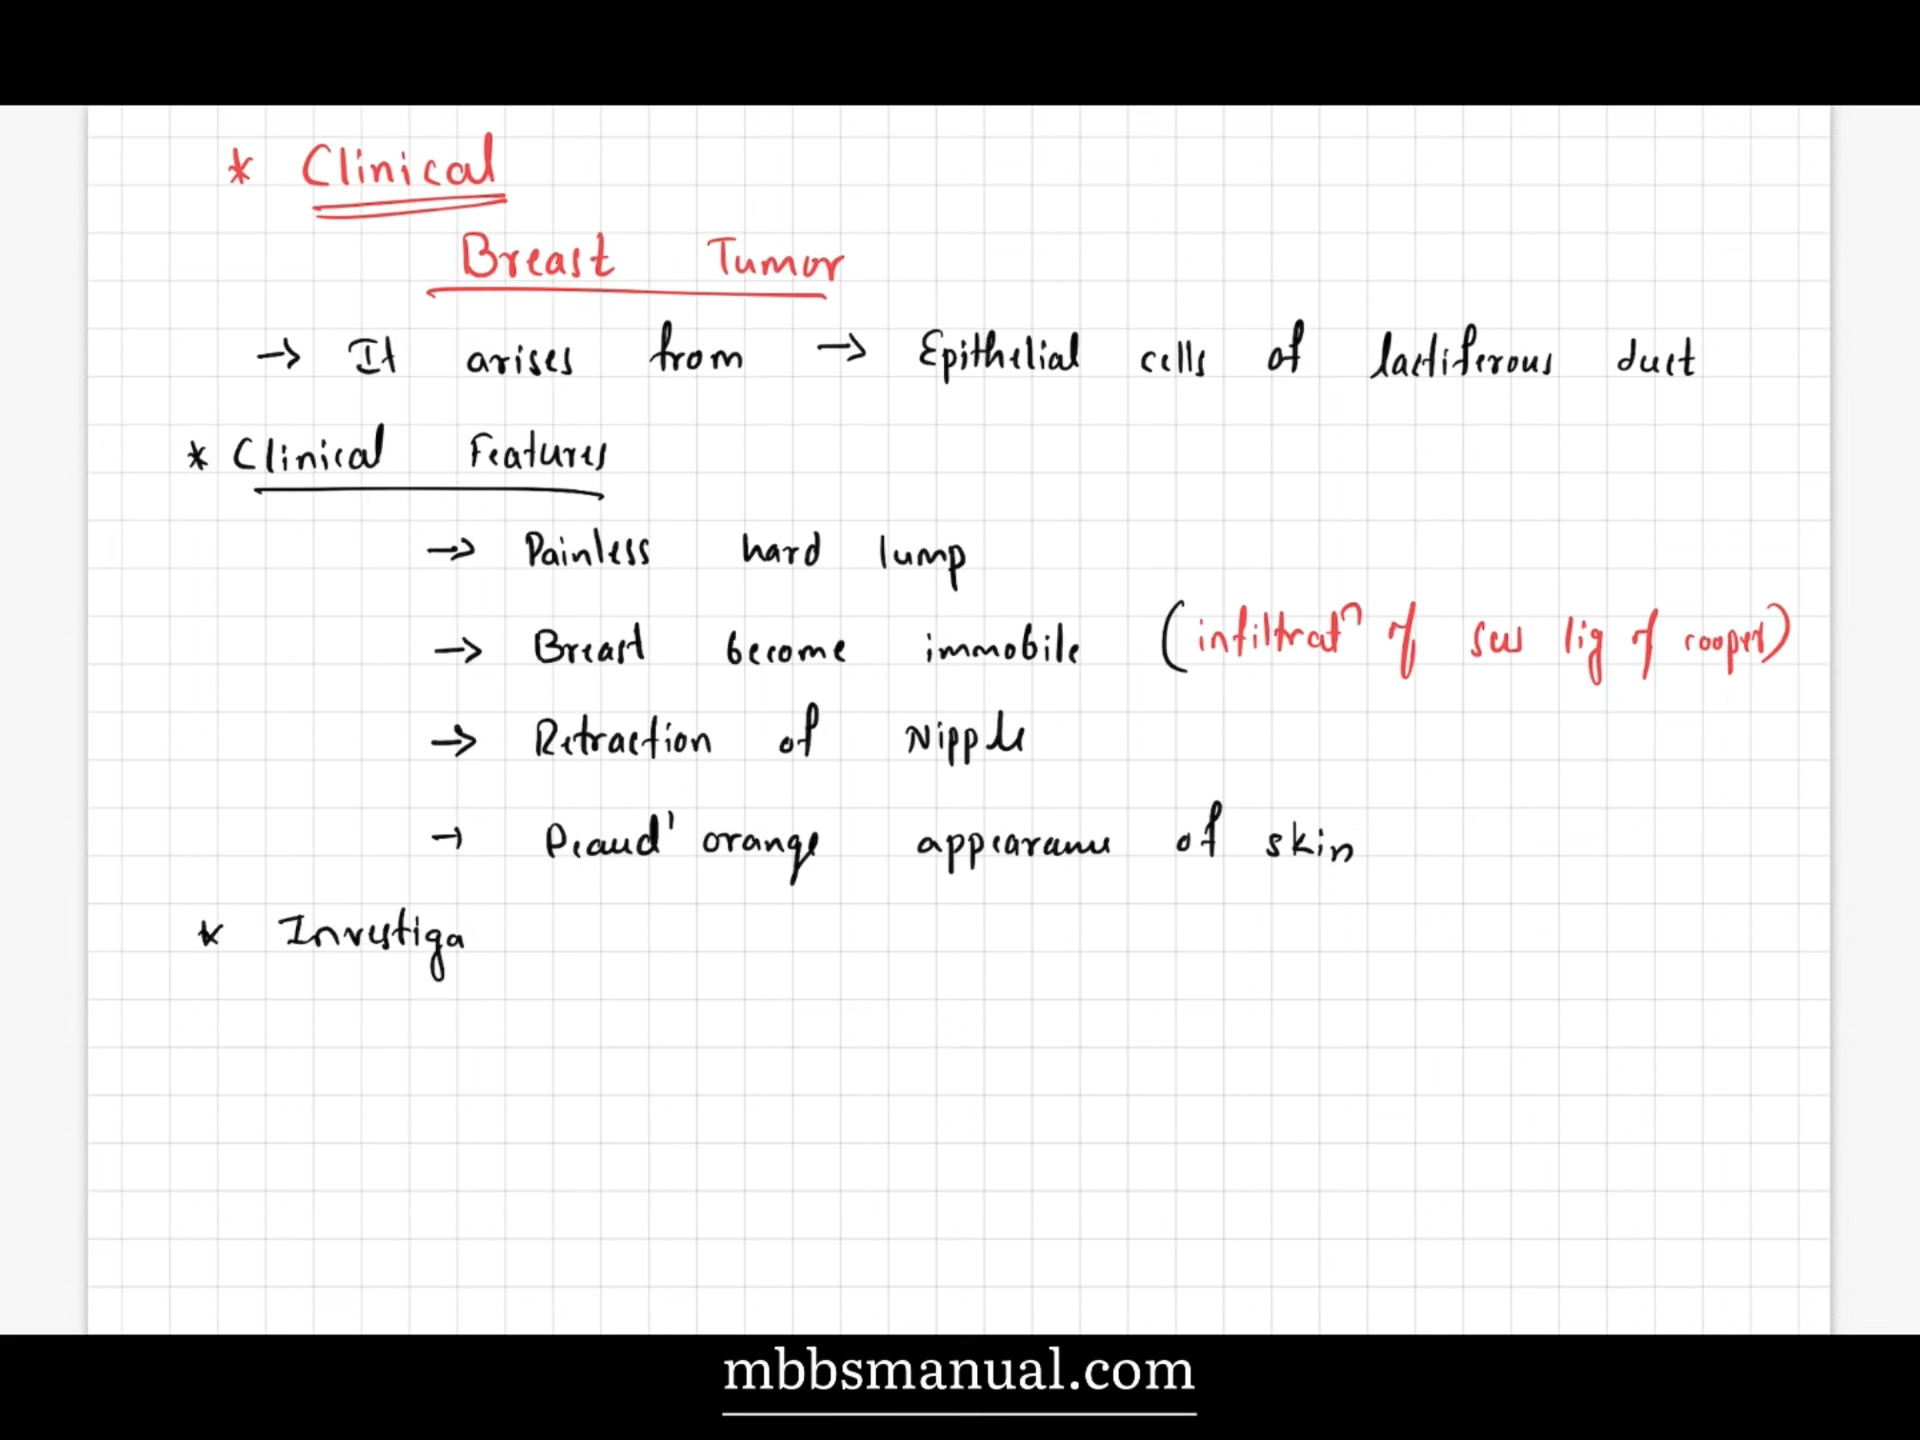 * Clinical
Breast Tumor
→ It arises from → Epithelial cells of lactiferous duct
* Clinical Features
→ Painless hard lump
→ Breast become immobile (infiltratⁿ of sus lig of cooper)
→ Retraction of Nipple
→ Peaud' orange appearance of skin
* Investiga
mbbsmanual.com